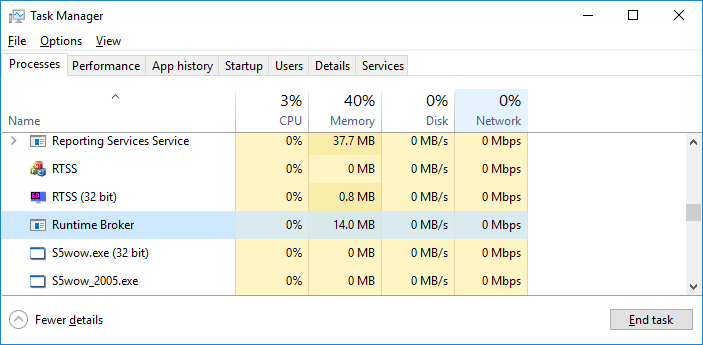 Task Manager
File Options View
Processes Performance App history Startup Users Details Services
3% 40% 0% 0%
Name CPU Memory Disk Network
Reporting Services Service 0% 37.7 MB 0 MB/s 0 Mbps
RTSS 0% 0 MB 0 MB/s 0 Mbps
RTSS (32 bit) 0% 0.8 MB 0 MB/s 0 Mbps
Runtime Broker 0% 14.0 MB 0 MB/s 0 Mbps
S5wow.exe (32 bit) 0% 0 MB 0 MB/s 0 Mbps
S5wow_2005.exe 0% 0 MB 0 MB/s 0 Mbps
Fewer details End task